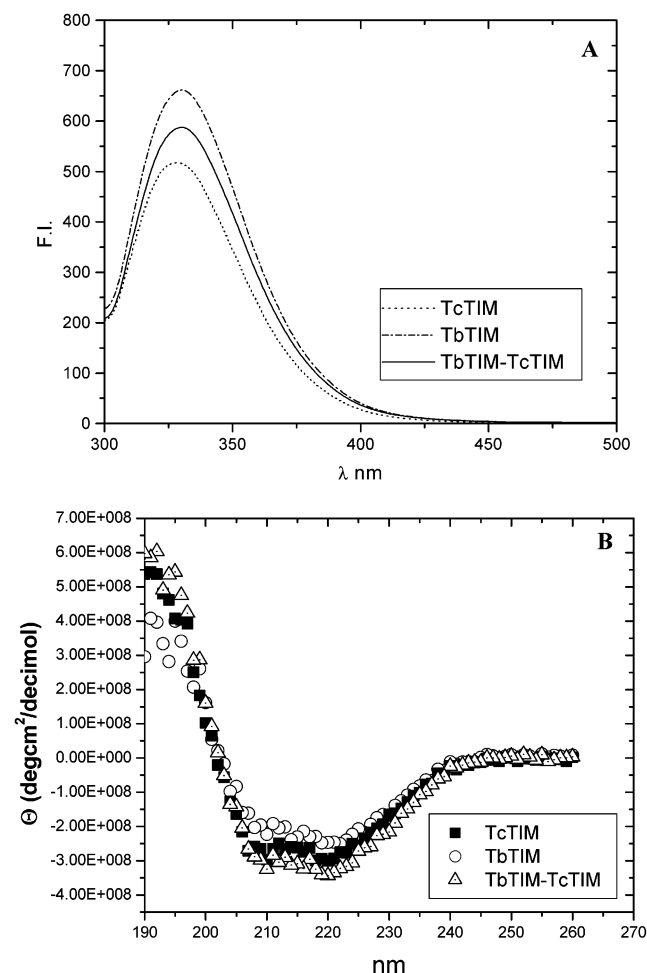 A
800
700
600
500
400
300
200
100
0
F.I.
TcTIM
TbTIM
TbTIM-TcTIM
300 350 400 450 500
λ nm
B
7.00E+008
6.00E+008
5.00E+008
4.00E+008
3.00E+008
2.00E+008
1.00E+008
0.00E+000
-1.00E+008
-2.00E+008
-3.00E+008
-4.00E+008
Θ (degcm²/decimol)
TcTIM
TbTIM
TbTIM-TcTIM
190 200 210 220 230 240 250 260 270
nm